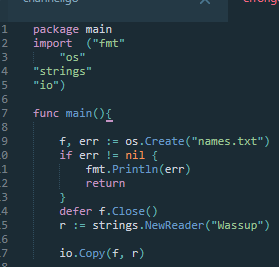 package main
import  ("fmt"
    "os"
"strings"
"io")

func main(){

    f, err := os.Create("names.txt")
    if err != nil {
        fmt.Println(err)
        return
    }
    defer f.Close()
    r := strings.NewReader("Wassup")

    io.Copy(f, r)